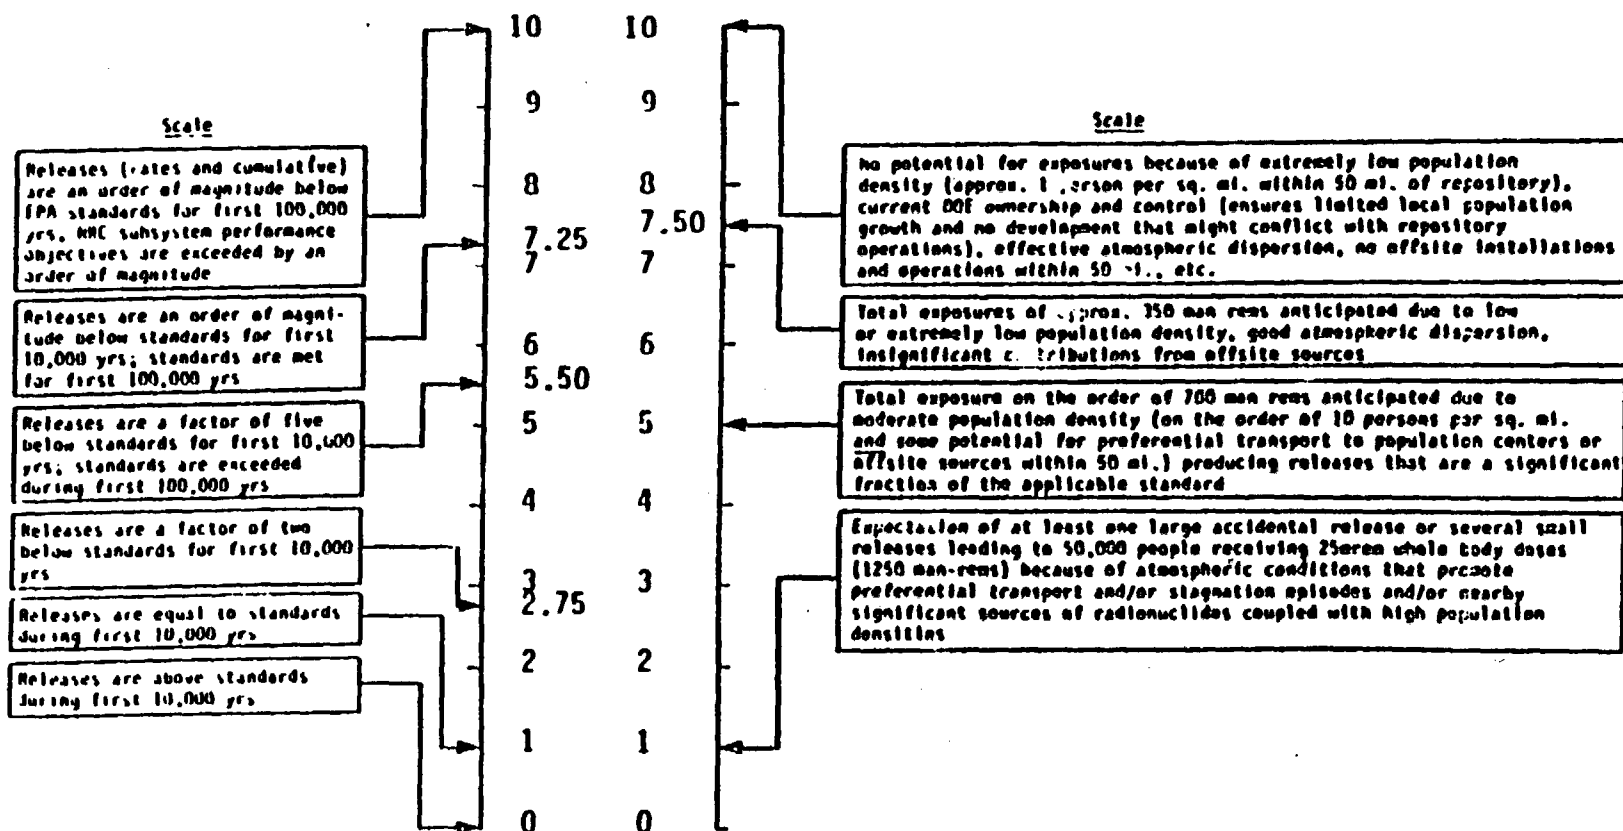 Scale
Releases (rates and cumulative)
are an order of magnitude below
EPA standards for first 100,000
yrs, NRC subsystem performance
objectives are exceeded by an
order of magnitude
Releases are an order of magni-
tude below standards for first
10,000 yrs; standards are met
for first 100,000 yrs
Releases are a factor of five
below standards for first 10,000
yrs; standards are exceeded
during first 100,000 yrs
Releases are a factor of two
below standards for first 10,000
yrs
Releases are equal to standards
during first 10,000 yrs
Releases are above standards
during first 10,000 yrs
10
9
8
7.25
7
6
5.50
5
4
3
2.75
2
1
0
10
9
8
7.50
7
6
5
4
3
2
1
0
Scale
No potential for exposures because of extremely low population
density (approx. 1 person per sq. mi. within 50 mi. of repository),
current DOE ownership and control (ensures limited local population
growth and no development that might conflict with repository
operations), effective atmospheric dispersion, no offsite installations
and operations within 50 mi., etc.
Total exposures of approx. 350 man rems anticipated due to low
or extremely low population density, good atmospheric dispersion,
insignificant contributions from offsite sources
Total exposure on the order of 700 man rems anticipated due to
moderate population density (on the order of 10 persons per sq. mi.
and some potential for preferential transport to population centers or
offsite sources within 50 mi.) producing releases that are a significant
fraction of the applicable standard
Expectation of at least one large accidental release or several small
releases leading to 50,000 people receiving 25mrem whole body doses
(1250 man-rems) because of atmospheric conditions that promote
preferential transport and/or stagnation episodes and/or nearby
significant sources of radionuclides coupled with high population
densities